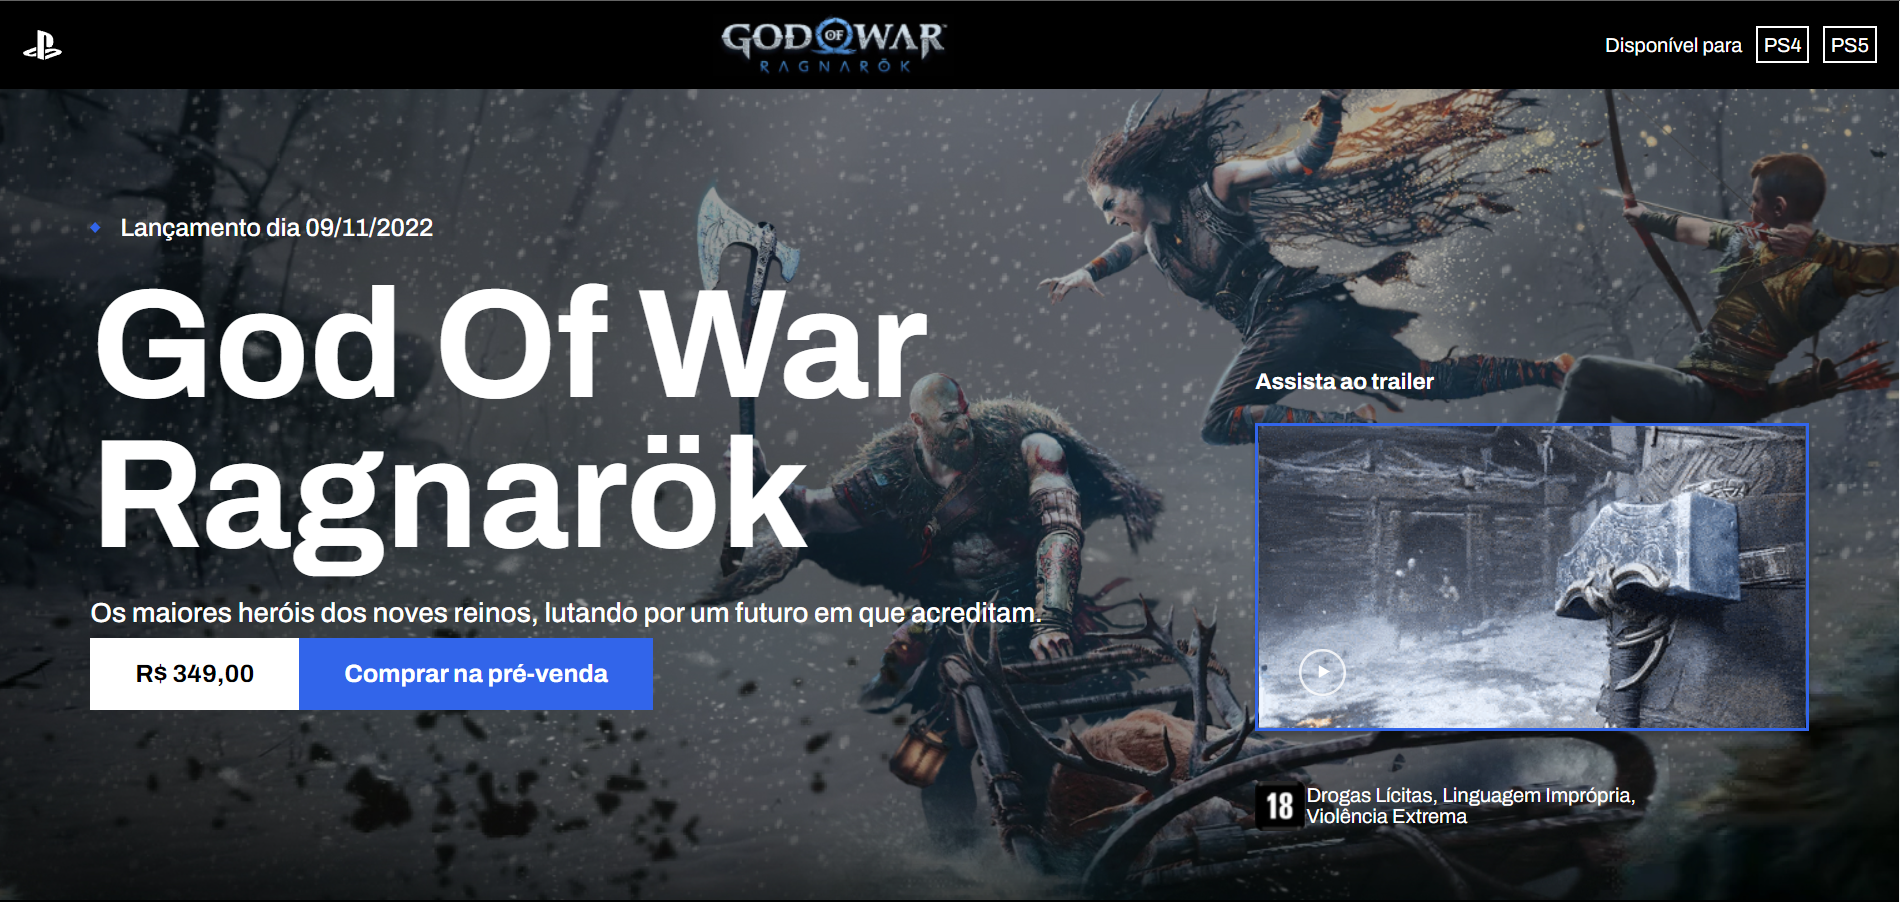 GOD OF WAR
RAGNARÖK
Disponível para PS4 PS5
Lançamento dia 09/11/2022
God Of War
Ragnarök
Os maiores heróis dos noves reinos, lutando por um futuro em que acreditam.
R$ 349,00 Comprar na pré-venda
Assista ao trailer
18
Drogas Lícitas, Linguagem Imprópria,
Violência Extrema